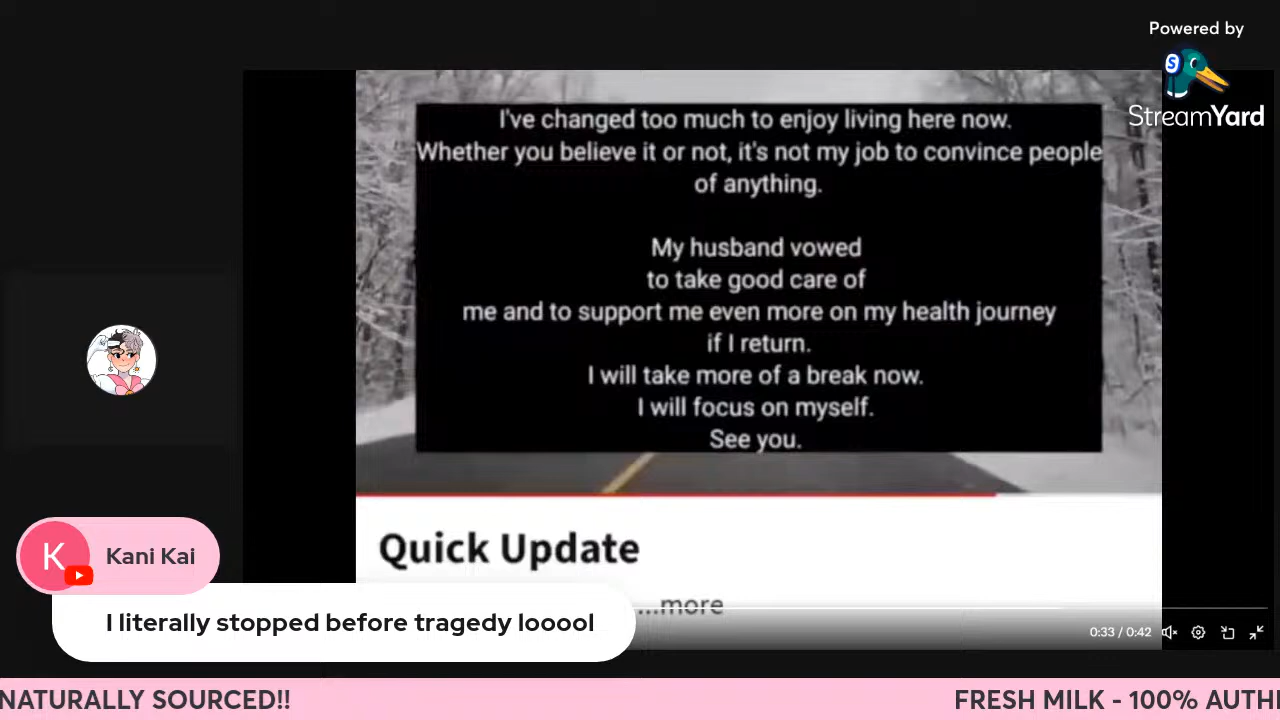 Powered by
S
StreamYard
I've changed too much to enjoy living here now.
Whether you believe it or not, it's not my job to convince people
of anything.
My husband vowed
to take good care of
me and to support me even more on my health journey
if I return.
I will take more of a break now.
I will focus on myself.
See you.
Quick Update
...more
K
Kani Kai
I literally stopped before tragedy looool
0:33 / 0:42
NATURALLY SOURCED!!
FRESH MILK - 100% AUTHE